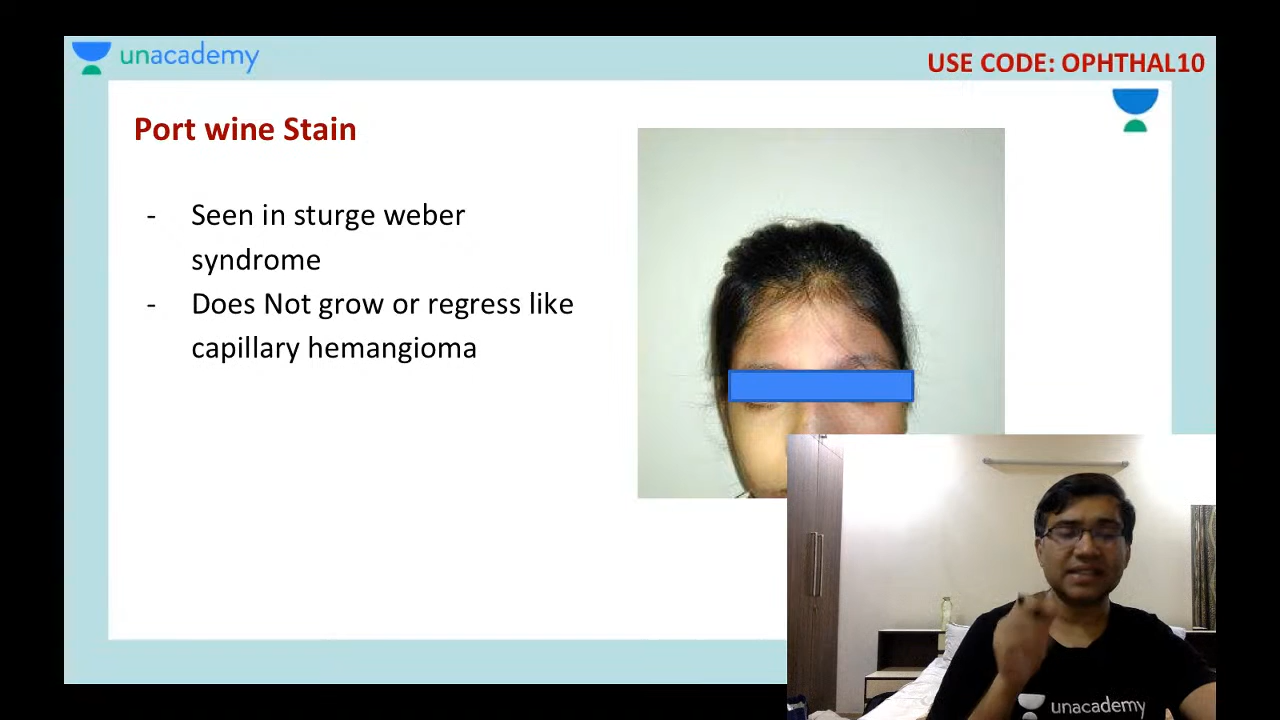 unacademy
USE CODE: OPHTHAL10
Port wine Stain
- Seen in sturge weber
syndrome
- Does Not grow or regress like
capillary hemangioma
unacademy